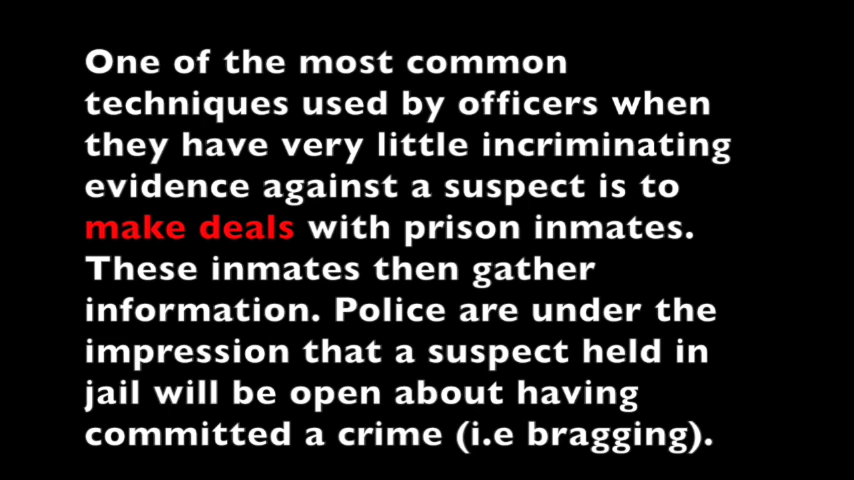 One of the most common
techniques used by officers when
they have very little incriminating
evidence against a suspect is to
make deals with prison inmates.
These inmates then gather
information. Police are under the
impression that a suspect held in
jail will be open about having
committed a crime (i.e bragging).